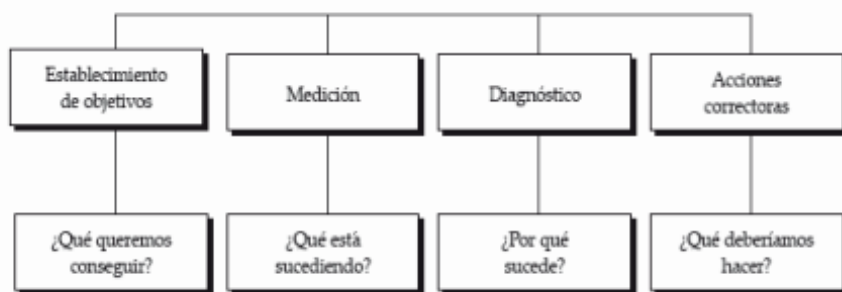 Establecimiento
de objetivos
Medición
Diagnóstico
Acciones
correctoras
¿Qué queremos
conseguir?
¿Qué está
sucediendo?
¿Por qué
sucede?
¿Qué deberíamos
hacer?